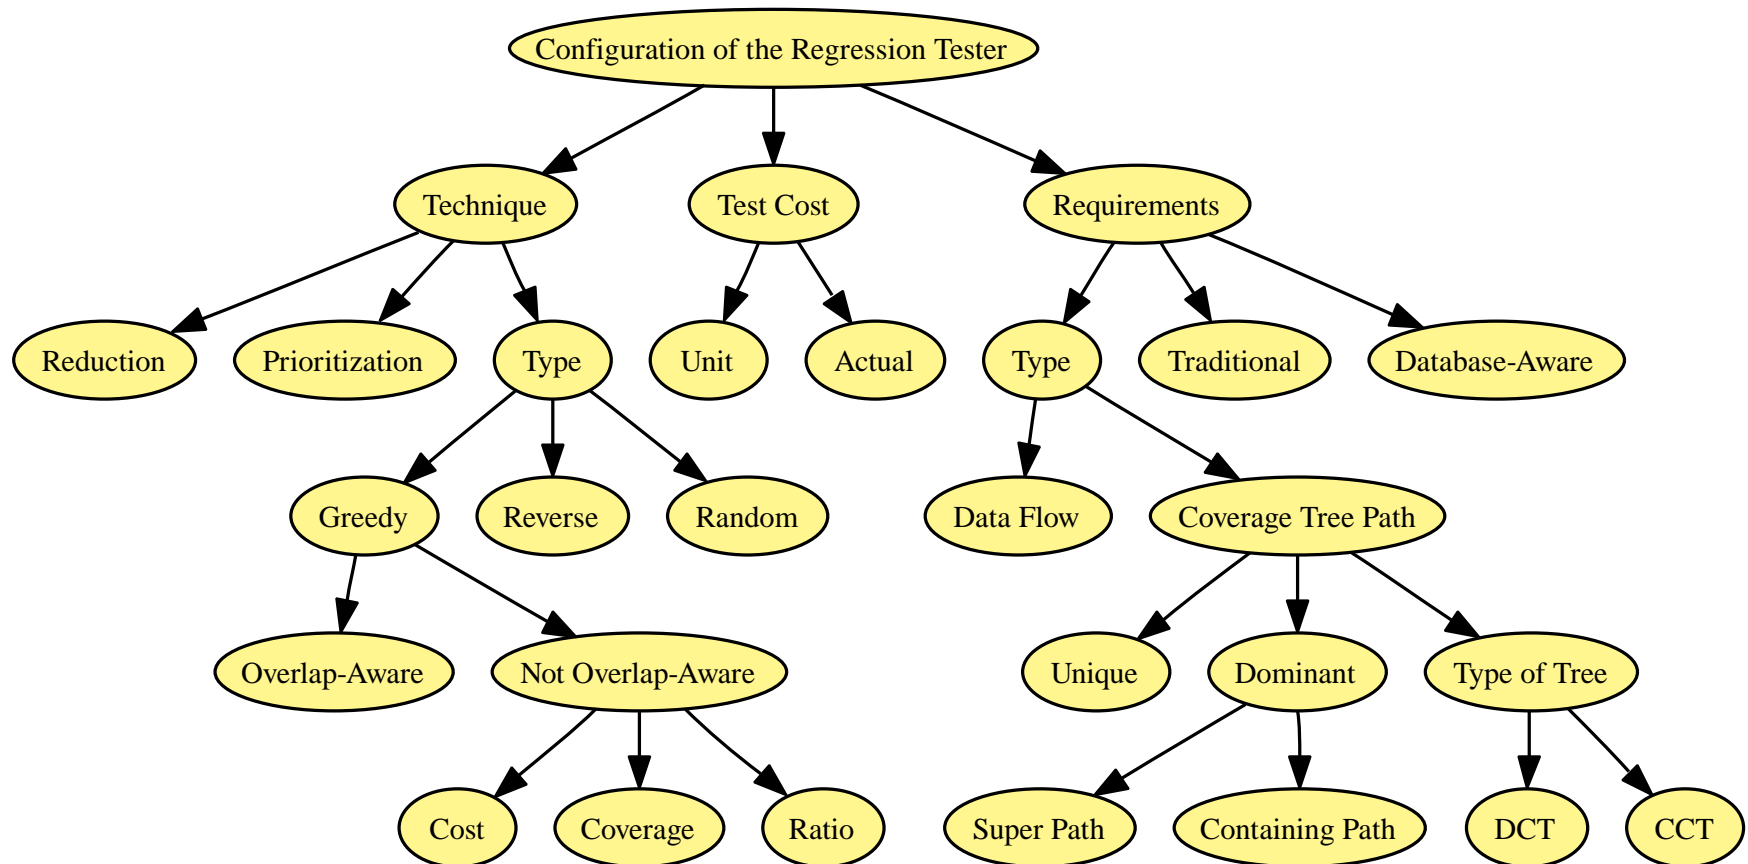 Configuration of the Regression Tester
Technique
Test Cost
Requirements
Reduction
Prioritization
Type
Unit
Actual
Type
Traditional
Database-Aware
Greedy
Reverse
Random
Data Flow
Coverage Tree Path
Overlap-Aware
Not Overlap-Aware
Unique
Dominant
Type of Tree
Cost
Coverage
Ratio
Super Path
Containing Path
DCT
CCT